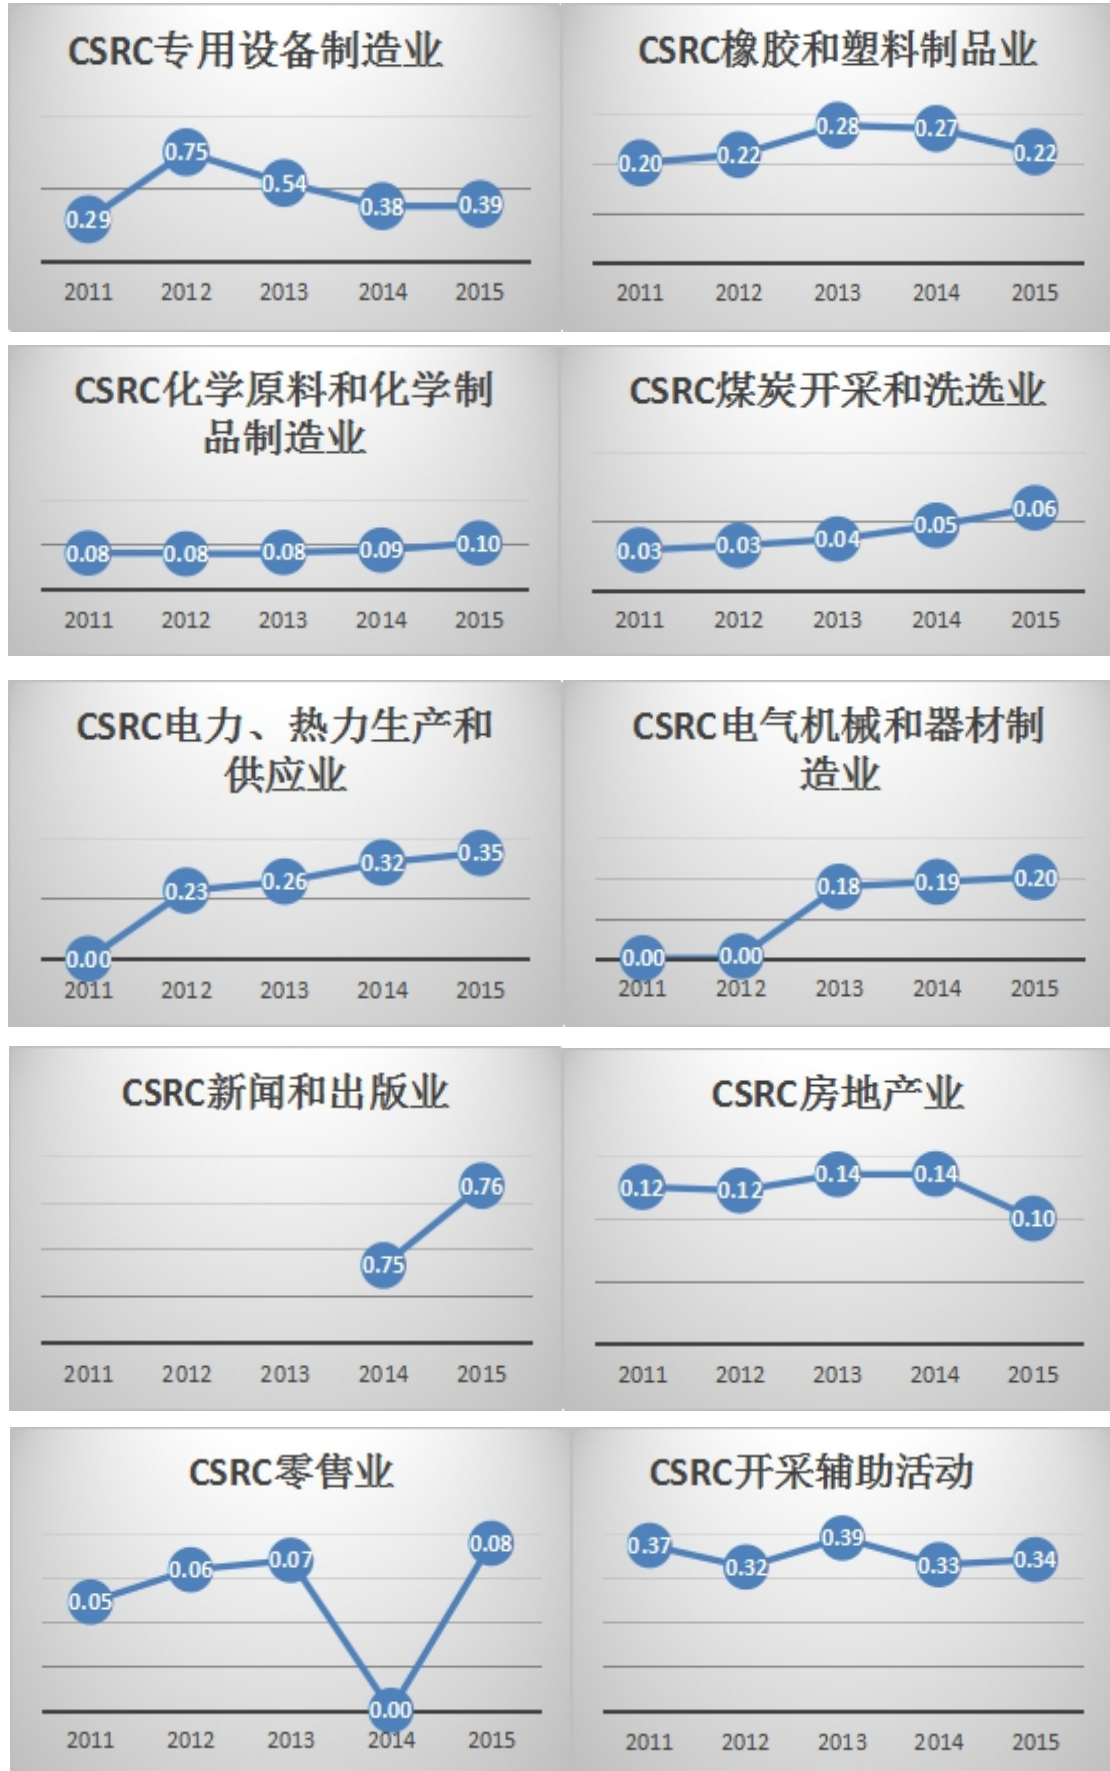 CSRC专用设备制造业
0.29
0.75
0.54
0.38
0.39
2011 2012 2013 2014 2015
CSRC橡胶和塑料制品业
0.20
0.22
0.28
0.27
0.22
2011 2012 2013 2014 2015
CSRC化学原料和化学制
品制造业
0.08
0.08
0.08
0.09
0.10
2011 2012 2013 2014 2015
CSRC煤炭开采和洗选业
0.03
0.03
0.04
0.05
0.06
2011 2012 2013 2014 2015
CSRC电力、热力生产和
供应业
0.00
0.23
0.26
0.32
0.35
2011 2012 2013 2014 2015
CSRC电气机械和器材制
造业
0.00
0.00
0.18
0.19
0.20
2011 2012 2013 2014 2015
CSRC新闻和出版业
0.75
0.76
2011 2012 2013 2014 2015
CSRC房地产业
0.12
0.12
0.14
0.14
0.10
2011 2012 2013 2014 2015
CSRC零售业
0.05
0.06
0.07
0.00
0.08
2011 2012 2013 2014 2015
CSRC开采辅助活动
0.37
0.32
0.39
0.33
0.34
2011 2012 2013 2014 2015